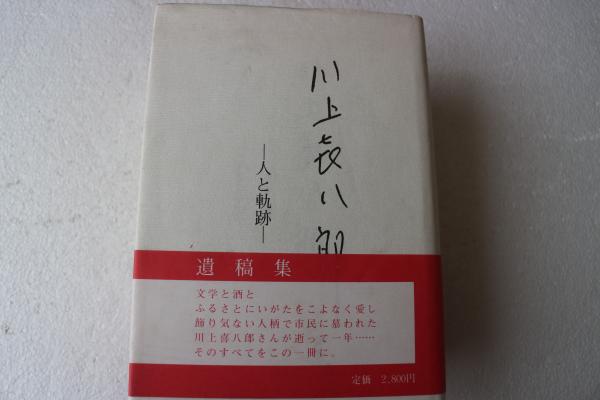 川上㐂八郎
―人と軌跡―
遺稿集
文学と酒と
ふるさとにいがたをこよなく愛し
飾り気ない人柄で市民に慕われた
川上喜八郎さんが逝って一年……
そのすべてをこの一冊に。
定価 2,800円